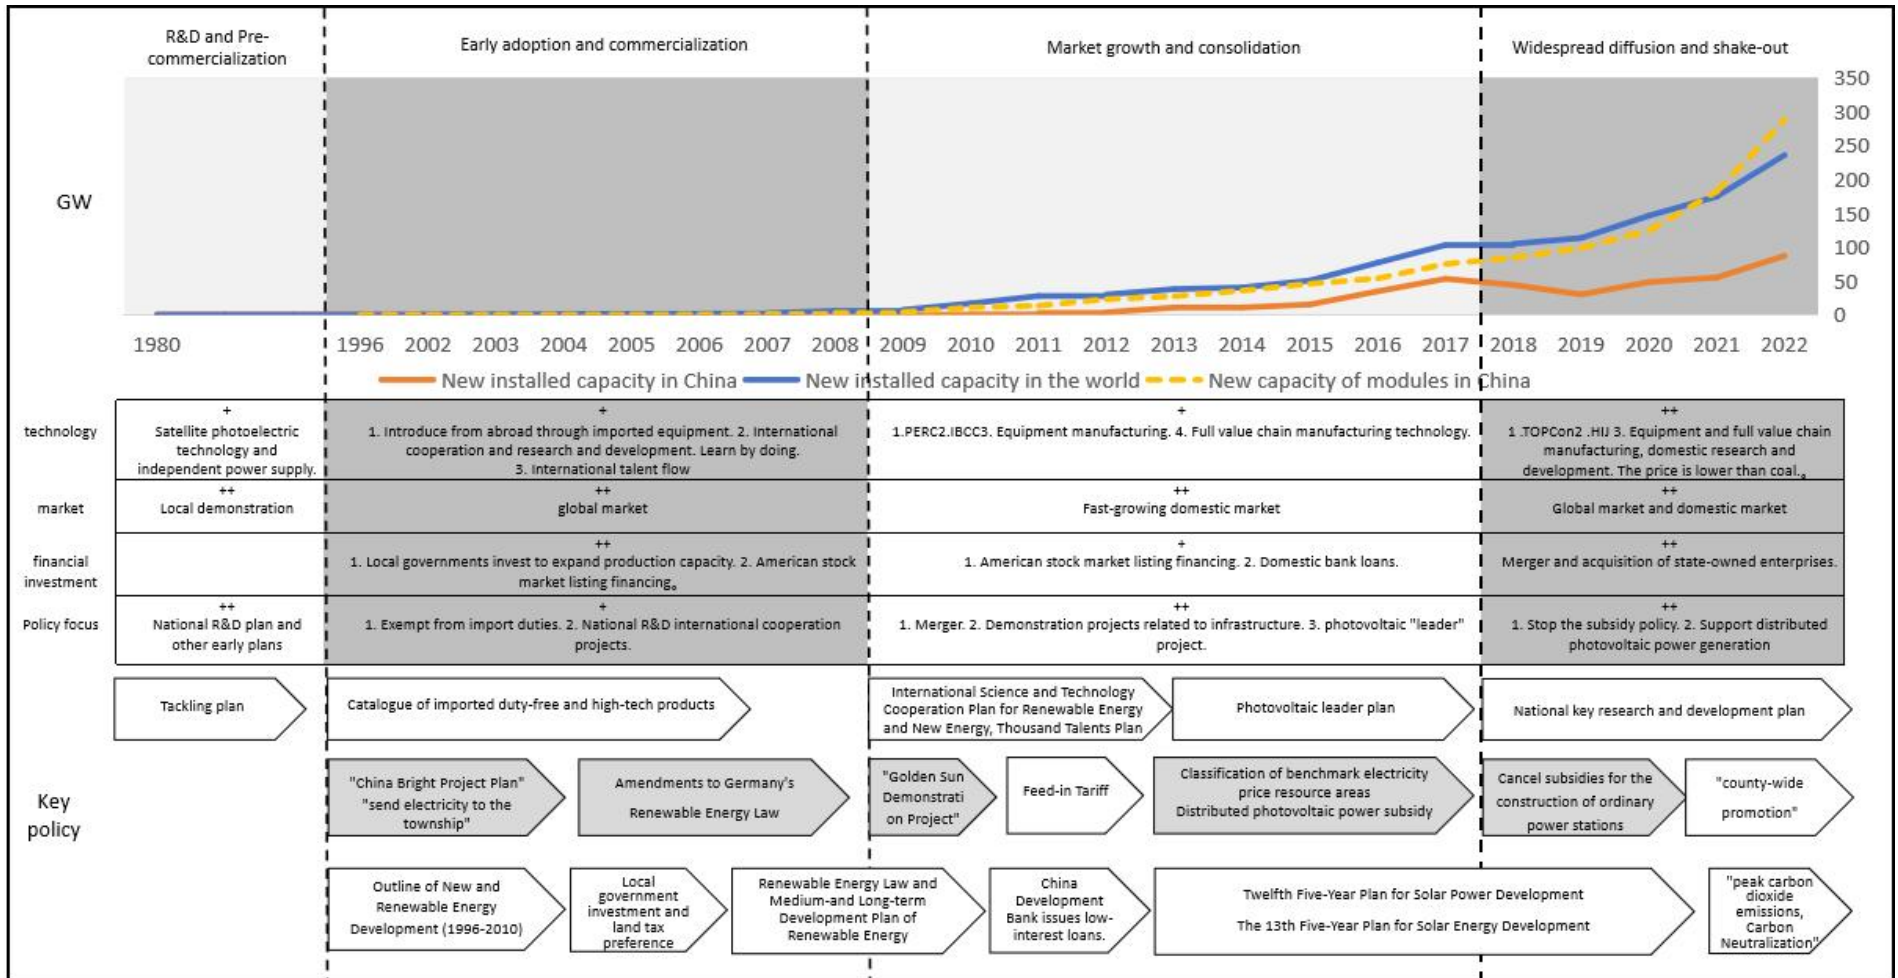 R&D and Pre-
commercialization
Early adoption and commercialization
Market growth and consolidation
Widespread diffusion and shake-out
GW
350
300
250
200
150
100
50
0
1980 1996 2002 2003 2004 2005 2006 2007 2008 2009 2010 2011 2012 2013 2014 2015 2016 2017 2018 2019 2020 2021 2022
New installed capacity in China New installed capacity in the world New capacity of modules in China
technology
+
Satellite photoelectric
technology and
independent power supply.
+
1. Introduce from abroad through imported equipment. 2. International
cooperation and research and development. Learn by doing.
3. International talent flow
+
1.PERC2.IBCC3. Equipment manufacturing. 4. Full value chain manufacturing technology.
++
1 .TOPCon2 .HIJ 3. Equipment and full value chain
manufacturing, domestic research and
development. The price is lower than coal.。
market
++
Local demonstration
++
global market
++
Fast-growing domestic market
++
Global market and domestic market
financial
investment
++
1. Local governments invest to expand production capacity. 2. American stock
market listing financing。
+
1. American stock market listing financing. 2. Domestic bank loans.
++
Merger and acquisition of state-owned enterprises.
Policy focus
++
National R&D plan and
other early plans
+
1. Exempt from import duties. 2. National R&D international cooperation
projects.
++
1. Merger. 2. Demonstration projects related to infrastructure. 3. photovoltaic "leader"
project.
++
1. Stop the subsidy policy. 2. Support distributed
photovoltaic power generation
Key
policy
Tackling plan
Catalogue of imported duty-free and high-tech products
International Science and Technology
Cooperation Plan for Renewable Energy
and New Energy, Thousand Talents Plan
Photovoltaic leader plan
National key research and development plan
"China Bright Project Plan"
"send electricity to the
township"
Amendments to Germany's
Renewable Energy Law
"Golden Sun
Demonstrati
on Project"
Feed-in Tariff
Classification of benchmark electricity
price resource areas
Distributed photovoltaic power subsidy
Cancel subsidies for the
construction of ordinary
power stations
"county-wide
promotion"
Outline of New and
Renewable Energy
Development (1996-2010)
Local
government
investment and
land tax
preference
Renewable Energy Law and
Medium-and Long-term
Development Plan of
Renewable Energy
China
Development
Bank issues low-
interest loans.
Twelfth Five-Year Plan for Solar Power Development
The 13th Five-Year Plan for Solar Energy Development
"peak carbon
dioxide
emissions,
Carbon
Neutralization"